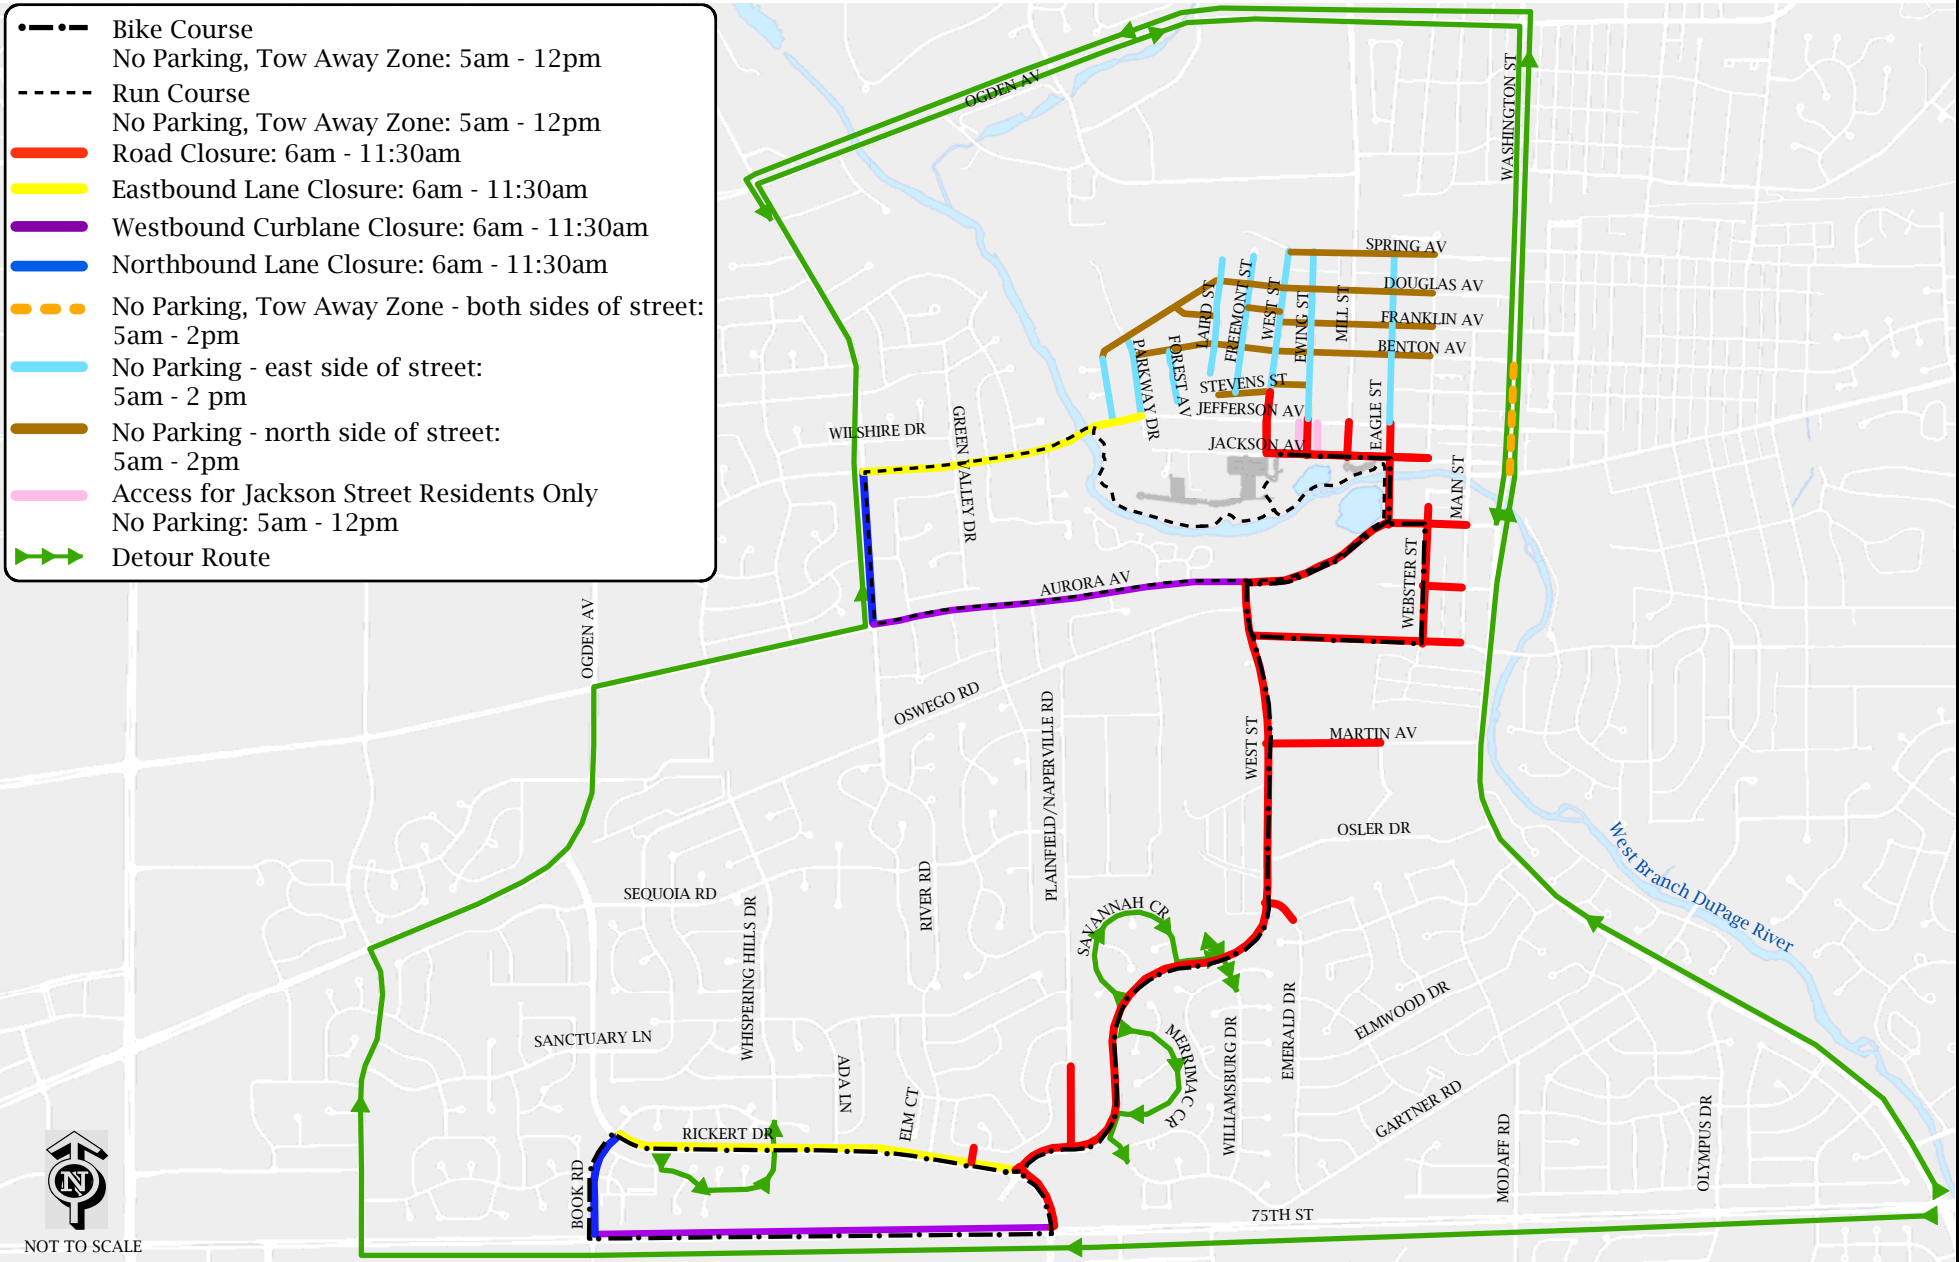 Bike Course
No Parking, Tow Away Zone: 5am - 12pm
Run Course
No Parking, Tow Away Zone: 5am - 12pm
Road Closure: 6am - 11:30am
Eastbound Lane Closure: 6am - 11:30am
Westbound Curblane Closure: 6am - 11:30am
Northbound Lane Closure: 6am - 11:30am
No Parking, Tow Away Zone - both sides of street:
5am - 2pm
No Parking - east side of street:
5am - 2 pm
No Parking - north side of street:
5am - 2pm
Access for Jackson Street Residents Only
No Parking: 5am - 12pm
Detour Route
OGDEN AV
WASHINGTON ST
SPRING AV
DOUGLAS AV
FRANKLIN AV
BENTON AV
LAIRD ST
FREEMONT ST
WEST ST
EWING ST
MILL ST
PARKWAY DR
FOREST AV
STEVENS ST
JEFFERSON AV
JACKSON AV
EAGLE ST
MAIN ST
WILSHIRE DR
GREEN VALLEY DR
AURORA AV
WEBSTER ST
OGDEN AV
OSWEGO RD
PLAINFIELD/NAPERVILLE RD
WEST ST
MARTIN AV
OSLER DR
West Branch DuPage River
SEQUOIA RD
WHISPERING HILLS DR
RIVER RD
SAVANNAH CR
SANCTUARY LN
ADA LN
ELM CT
MERRIMAC CR
WILLIAMSBURG DR
EMERALD DR
ELMWOOD DR
GARTNER RD
MODAFF RD
OLYMPUS DR
RICKERT DR
BOOK RD
75TH ST
N
NOT TO SCALE